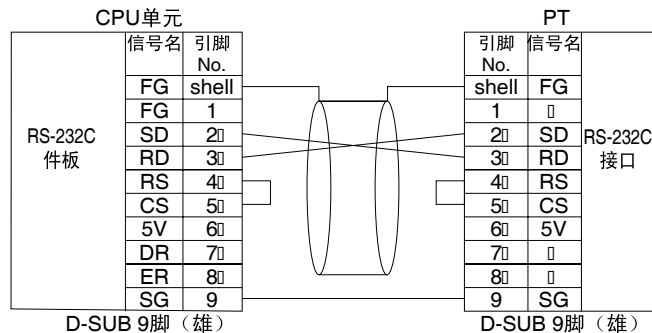 CPU单元 PT
信号名 引脚 No. 引脚 No. 信号名
FG shell shell FG
FG 1 1 
SD 2 2 SD
RS-232C 件板 RS-232C 接口
RD 3 3 RD
RS 4 4 RS
CS 5 5 CS
5V 6 6 5V
DR 7 7
ER 8 8
SG 9 9 SG
D-SUB 9脚（雄） D-SUB 9脚（雄）